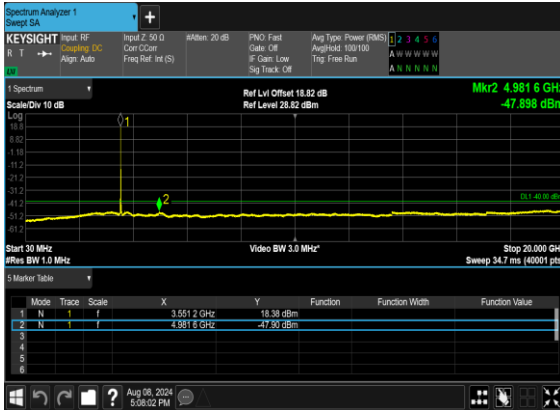 Spectrum Analyzer 1
Swept SA
+
KEYSIGHT Input: RF Input Z: 50 Ω #Atten: 20 dB PNO: Fast Avg Type: Power (RMS) 1 2 3 4 5 6
R T Coupling: DC Corr CCorr Gate: Off Avg|Hold: 100/100 A W W W W W
Align: Auto Freq Ref: Int (S) IF Gain: Low Trig: Free Run
Sig Track: Off A N N N N N
1 Spectrum Ref Lvl Offset 18.82 dB Mkr2 4.981 6 GHz
Scale/Div 10 dB Ref Level 28.82 dBm -47.898 dBm
Log
18.8
8.82
-1.18
-11.2
-21.2
-31.2
-41.2
-51.2
-61.2
1
2
DL1 -40.00 dBm
Start 30 MHz Video BW 3.0 MHz* Stop 20.000 GHz
#Res BW 1.0 MHz Sweep 34.7 ms (40001 pts)
5 Marker Table
Mode Trace Scale X Y Function Function Width Function Value
1 N 1 f 3.551 2 GHz 18.38 dBm
2 N 1 f 4.981 6 GHz -47.90 dBm
3
4
5
6
? Aug 08, 2024
5:08:02 PM